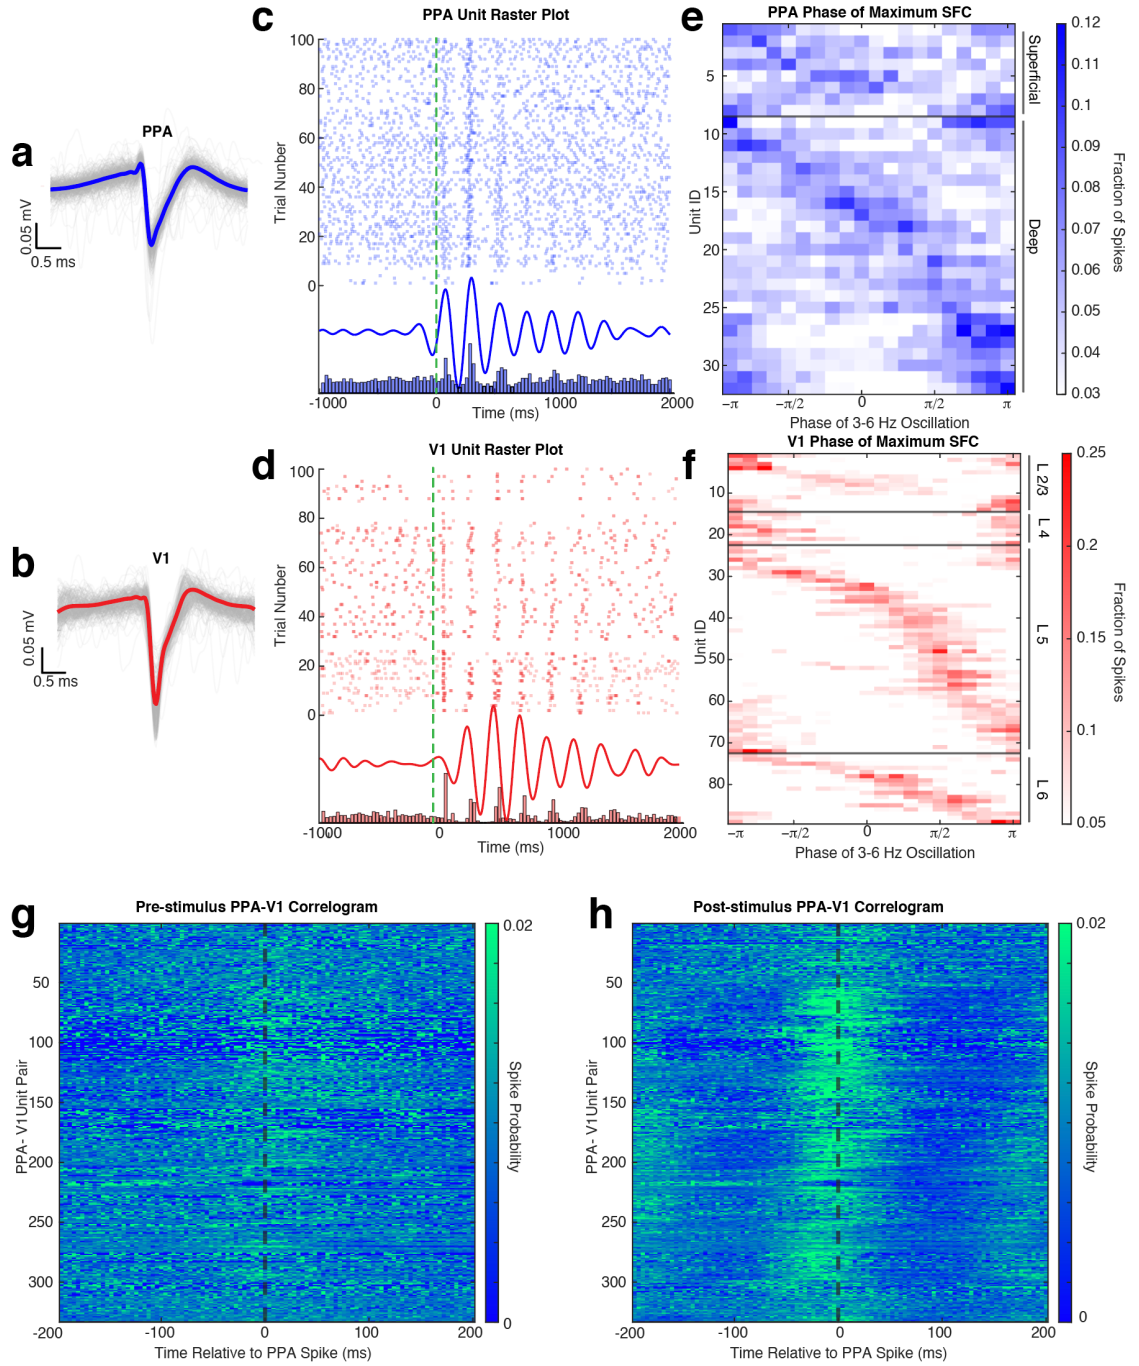 a
PPA
0.05 mV
0.5 ms
b
V1
0.05 mV
0.5 ms
c
PPA Unit Raster Plot
Trial Number
100
80
60
40
20
0
-1000
0
1000
2000
Time (ms)
d
V1 Unit Raster Plot
Trial Number
100
80
60
40
20
0
-1000
0
1000
2000
Time (ms)
e
PPA Phase of Maximum SFC
Unit ID
5
10
15
20
25
30
Superficial
Deep
−π
−π/2
0
π/2
π
Phase of 3-6 Hz Oscillation
0.12
0.11
0.1
0.09
0.08
0.07
0.06
0.05
0.04
0.03
Fraction of Spikes
f
V1 Phase of Maximum SFC
Unit ID
10
20
30
40
50
60
70
80
L 2/3
L 4
L 5
L 6
−π
−π/2
0
π/2
π
Phase of 3-6 Hz Oscillation
0.25
0.2
0.15
0.1
0.05
Fraction of Spikes
g
Pre-stimulus PPA-V1 Correlogram
PPA- V1Unit Pair
50
100
150
200
250
300
-200
-100
0
100
200
Time Relative to PPA Spike (ms)
0.02
0
Spike Probability
h
Post-stimulus PPA-V1 Correlogram
PPA- V1Unit Pair
50
100
150
200
250
300
-200
-100
0
100
200
Time Relative to PPA Spike (ms)
0.02
0
Spike Probability